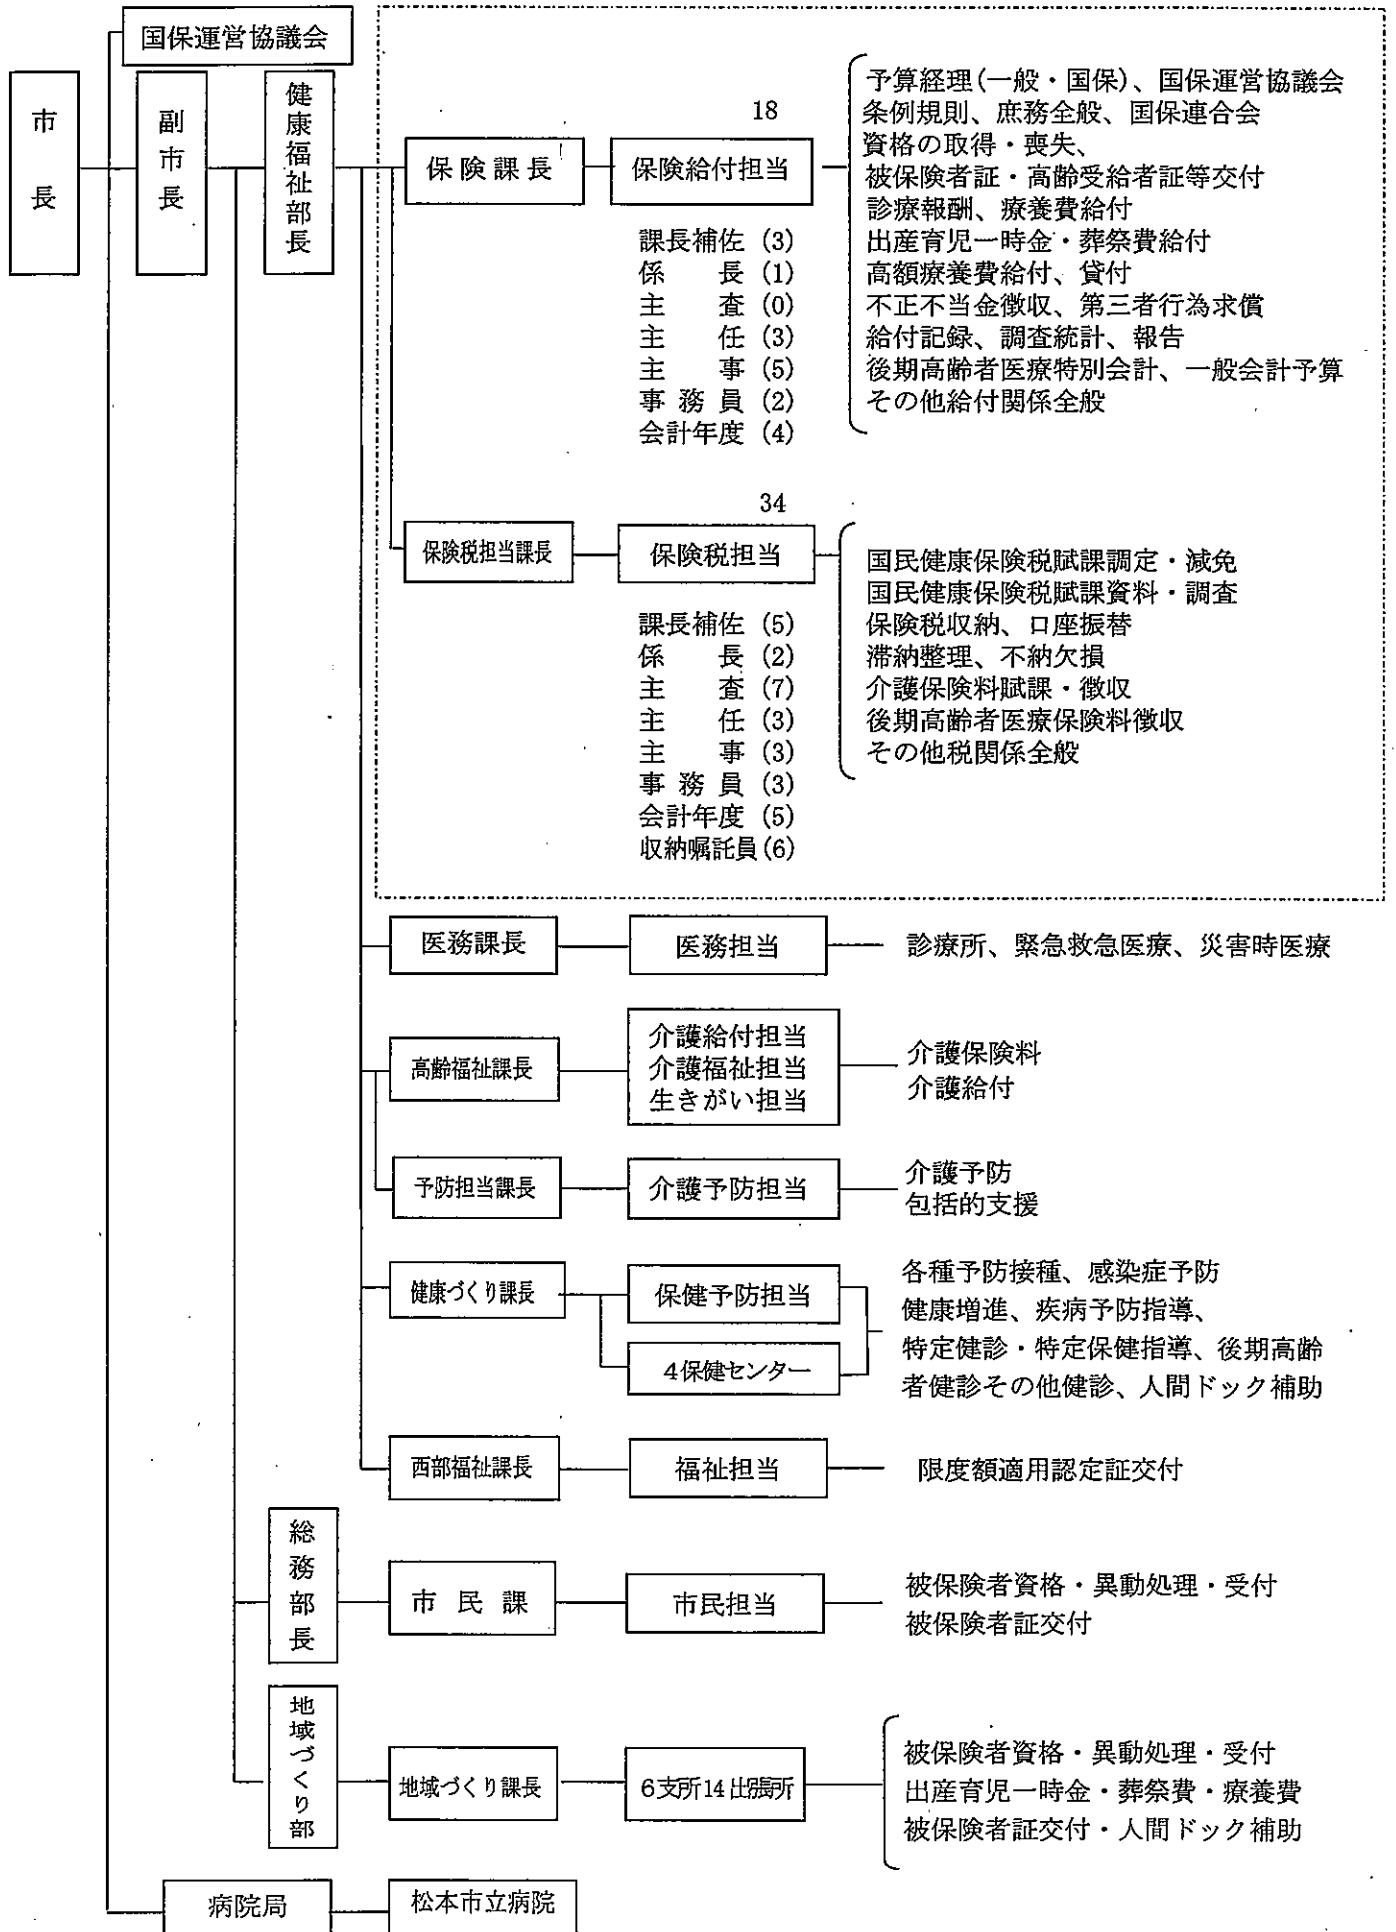 国保運営協議会
市長
副市長
健康福祉部長
保険課長
18
保険給付担当
課長補佐 (3)
係長 (1)
主査 (0)
主任 (3)
主事 (5)
事務員 (2)
会計年度 (4)
予算経理(一般・国保)、国保運営協議会
条例規則、庶務全般、国保連合会
資格の取得・喪失、
被保険者証・高齢受給者証等交付
診療報酬、療養費給付
出産育児一時金・葬祭費給付
高額療養費給付、貸付
不正不当金徴収、第三者行為求償
給付記録、調査統計、報告
後期高齢者医療特別会計、一般会計予算
その他給付関係全般
保険税担当課長
34
保険税担当
課長補佐 (5)
係長 (2)
主査 (7)
主任 (3)
主事 (3)
事務員 (3)
会計年度 (5)
収納嘱託員(6)
国民健康保険税賦課調定・減免
国民健康保険税賦課資料・調査
保険税収納、口座振替
滞納整理、不納欠損
介護保険料賦課・徴収
後期高齢者医療保険料徴収
その他税関係全般
医務課長
医務担当
診療所、緊急救急医療、災害時医療
高齢福祉課長
介護給付担当
介護福祉担当
生きがい担当
介護保険料
介護給付
予防担当課長
介護予防担当
介護予防
包括的支援
健康づくり課長
保健予防担当
4保健センター
各種予防接種、感染症予防
健康増進、疾病予防指導、
特定健診・特定保健指導、後期高齢
者健診その他健診、人間ドック補助
西部福祉課長
福祉担当
限度額適用認定証交付
総務部長
市民課
市民担当
被保険者資格・異動処理・受付
被保険者証交付
地域づくり部
地域づくり課長
6支所14出張所
被保険者資格・異動処理・受付
出産育児一時金・葬祭費・療養費
被保険者証交付・人間ドック補助
病院局
松本市立病院